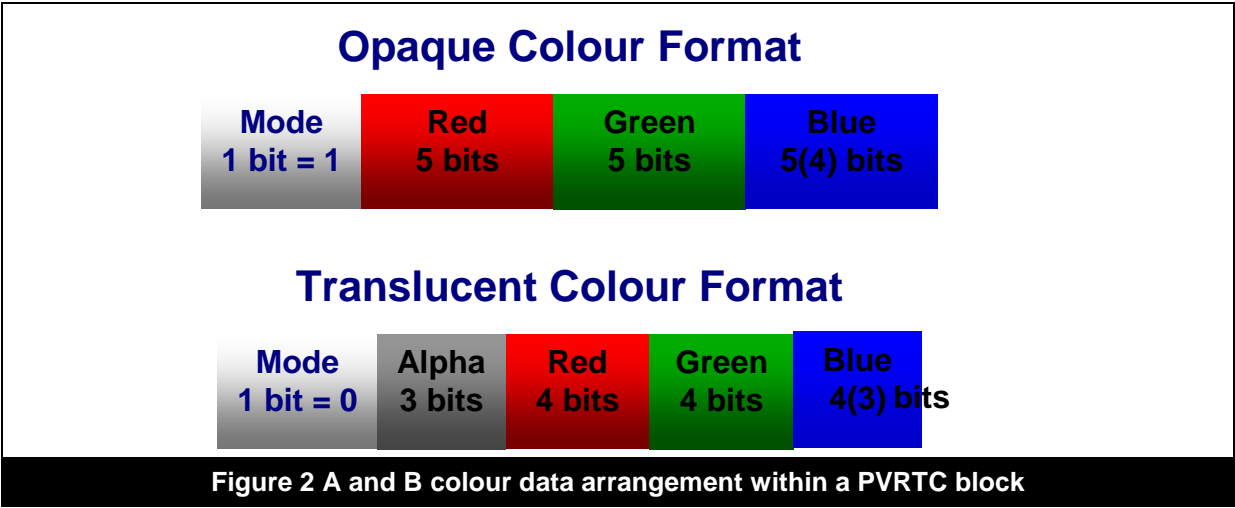 Opaque Colour Format
Mode Red Green Blue
1 bit = 1 5 bits 5 bits 5(4) bits
Translucent Colour Format
Mode Alpha Red Green Blue
1 bit = 0 3 bits 4 bits 4 bits 4(3) bits
Figure 2 A and B colour data arrangement within a PVRTC block